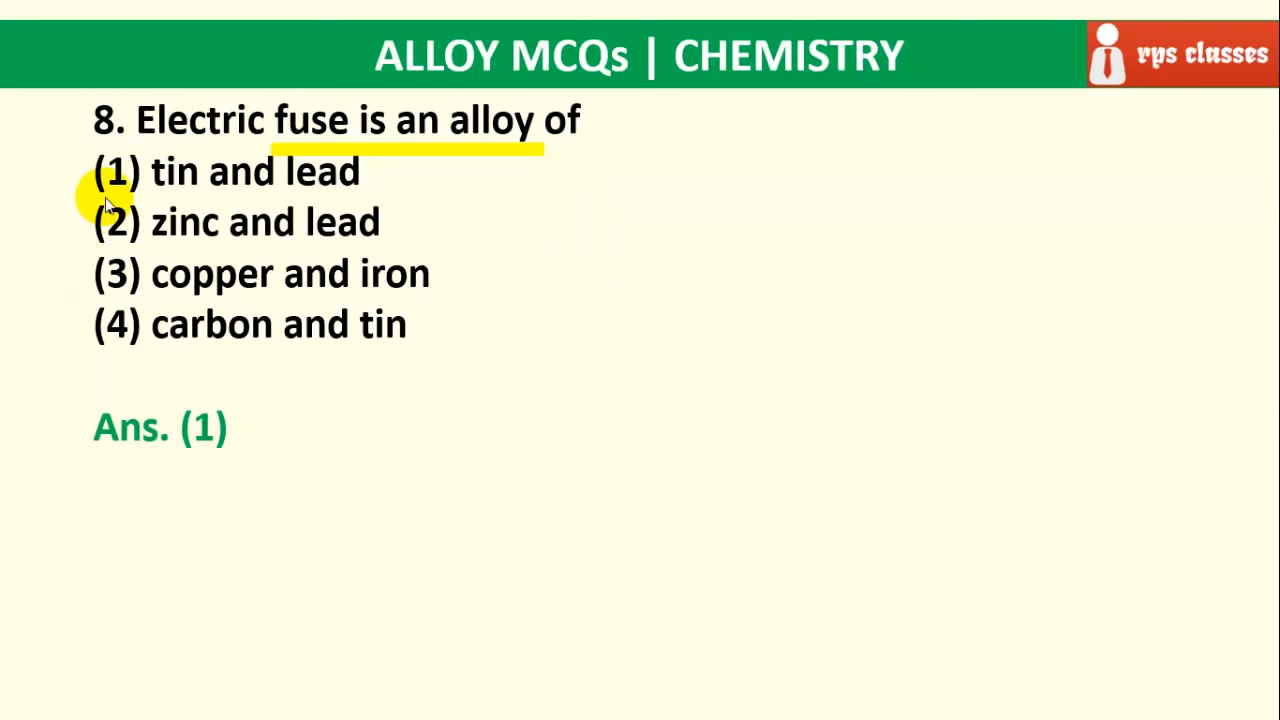 ALLOY MCQs | CHEMISTRY
rps classes
8. Electric fuse is an alloy of
(1) tin and lead
(2) zinc and lead
(3) copper and iron
(4) carbon and tin
Ans. (1)